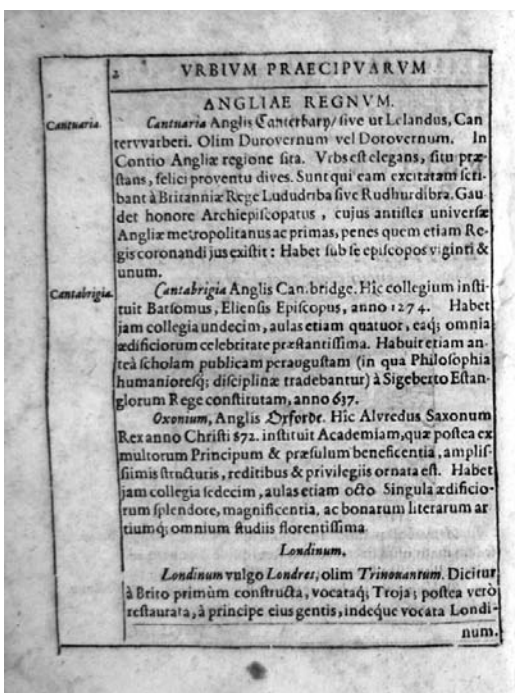 2 VRBIVM PRAECIPVARVM
ANGLIAE REGNVM.
Cantuaria. Cantuaria Anglis Canterbary/ sive ut Lelandus, Can
tervvarberi. Olim Durovernum vel Dorovernum. In
Contio Angliæ regione sita. Vrbs est elegans, situ præ-
stans, felici proventu dives. Sunt qui eam excitatam scri-
bant à Britanniæ Rege Lududriba sive Rudhurdibra. Gau
det honore Archiepiscopatus, cujus antistes universæ
Angliæ metropolitanus ac primas, penes quem etiam Re-
gis coronandi jus existit: Habet sub se episcopos viginti &
unum.
Cantabrigia. Cantabrigia Anglis Can.bridge. Hic collegium insti-
tuit Batsomus, Eliensis Episcopus, anno 1274. Habet
jam collegia undecim, aulas etiam quatuor, eaq; omnia
ædificiorum celebritate præstantissima. Habuit etiam an-
teà scholam publicam peraugustam (in qua Philosophia
humanioresq; disciplinæ tradebantur) à Sigeberto Estan-
glorum Rege constitutam, anno 637.
Oxonium, Anglis Oxforde. Hic Alvredus Saxonum
Rex anno Christi 872. instituit Academiam, quæ postea ex
multorum Principum & præsulum beneficentia, amplis-
siimis structuris, reditibus & privilegiis ornata est. Habet
jam collegia sedecim, aulas etiam octo Singula ædificio-
rum splendore, magnificentia, ac bonarum literarum ar
tiumq; omnium studiis florentissima
Londinum.
Londinum vulgo Londres, olim Trinouantum. Dicitur
à Brito primùm constructa, vocataq; Troja; postea verò
restaurata, à principe eius gentis, indeque vocata Londi-
num.